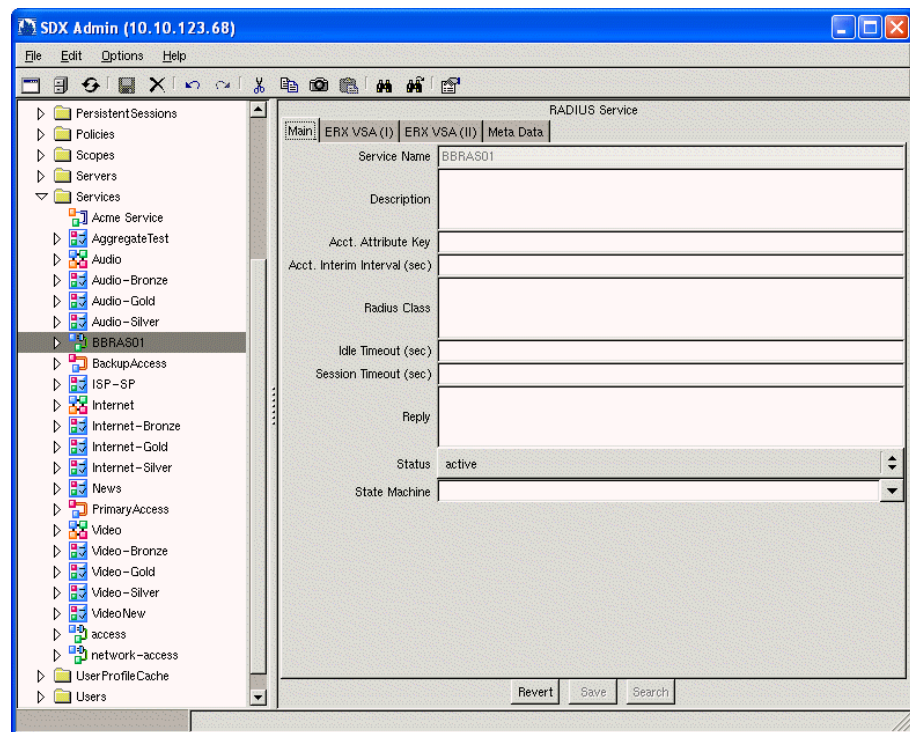 SDX Admin (10.10.123.68)
File Edit Options Help
PersistentSessions
Policies
Scopes
Servers
Services
Acme Service
AggregateTest
Audio
Audio-Bronze
Audio-Gold
Audio-Silver
BBRAS01
BackupAccess
ISP-SP
Internet
Internet-Bronze
Internet-Gold
Internet-Silver
News
PrimaryAccess
Video
Video-Bronze
Video-Gold
Video-Silver
VideoNew
access
network-access
UserProfileCache
Users
RADIUS Service
Main ERX VSA (I) ERX VSA (II) Meta Data
Service Name BBRAS01
Description
Acct. Attribute Key
Acct. Interim Interval (sec)
Radius Class
Idle Timeout (sec)
Session Timeout (sec)
Reply
Status active
State Machine
Revert Save Search